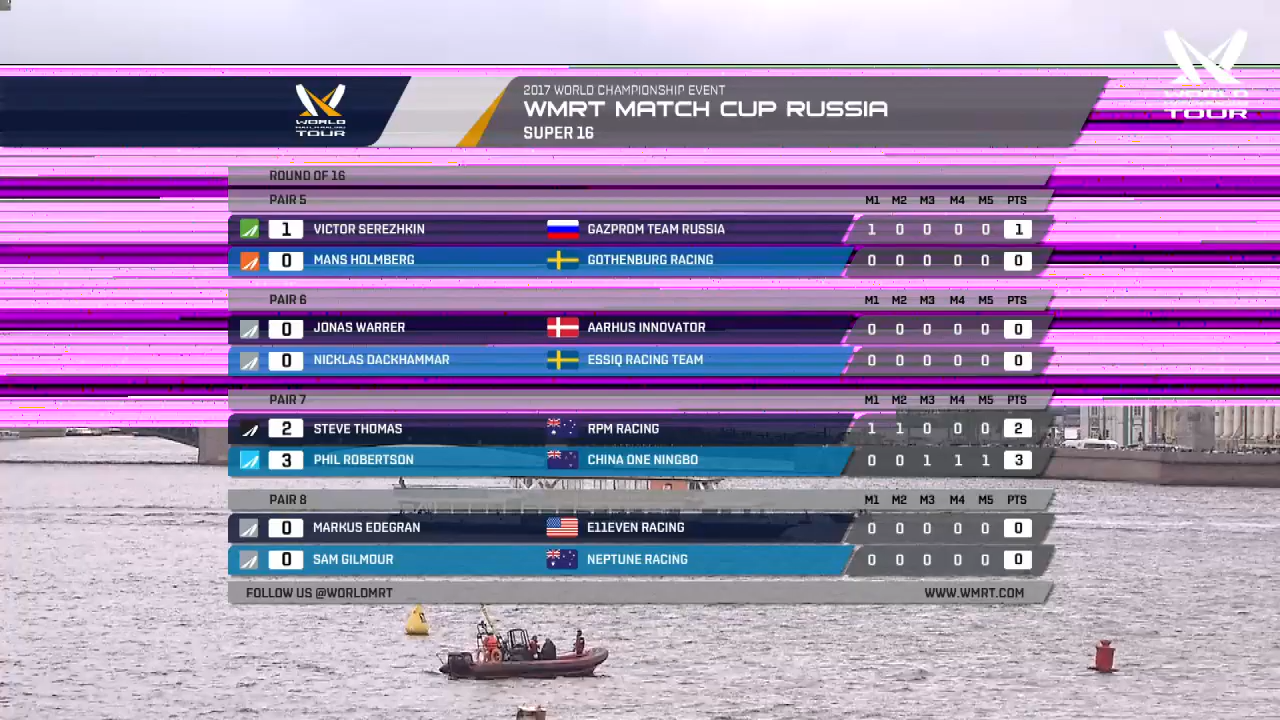 WORLD
MATCH RACING
TOUR
2017 WORLD CHAMPIONSHIP EVENT
WMRT MATCH CUP RUSSIA
SUPER 16
WORLD
TOUR
ROUND OF 16
PAIR 5 M1 M2 M3 M4 M5 PTS
1 VICTOR SEREZHKIN GAZPROM TEAM RUSSIA 1 0 0 0 0 1
0 MANS HOLMBERG GOTHENBURG RACING 0 0 0 0 0 0
PAIR 6 M1 M2 M3 M4 M5 PTS
0 JONAS WARRER AARHUS INNOVATOR 0 0 0 0 0 0
0 NICKLAS DACKHAMMAR ESSIQ RACING TEAM 0 0 0 0 0 0
PAIR 7 M1 M2 M3 M4 M5 PTS
2 STEVE THOMAS RPM RACING 1 1 0 0 0 2
3 PHIL ROBERTSON CHINA ONE NINGBO 0 0 1 1 1 3
PAIR 8 M1 M2 M3 M4 M5 PTS
0 MARKUS EDEGRAN E11EVEN RACING 0 0 0 0 0 0
0 SAM GILMOUR NEPTUNE RACING 0 0 0 0 0 0
FOLLOW US @WORLDMRT WWW.WMRT.COM